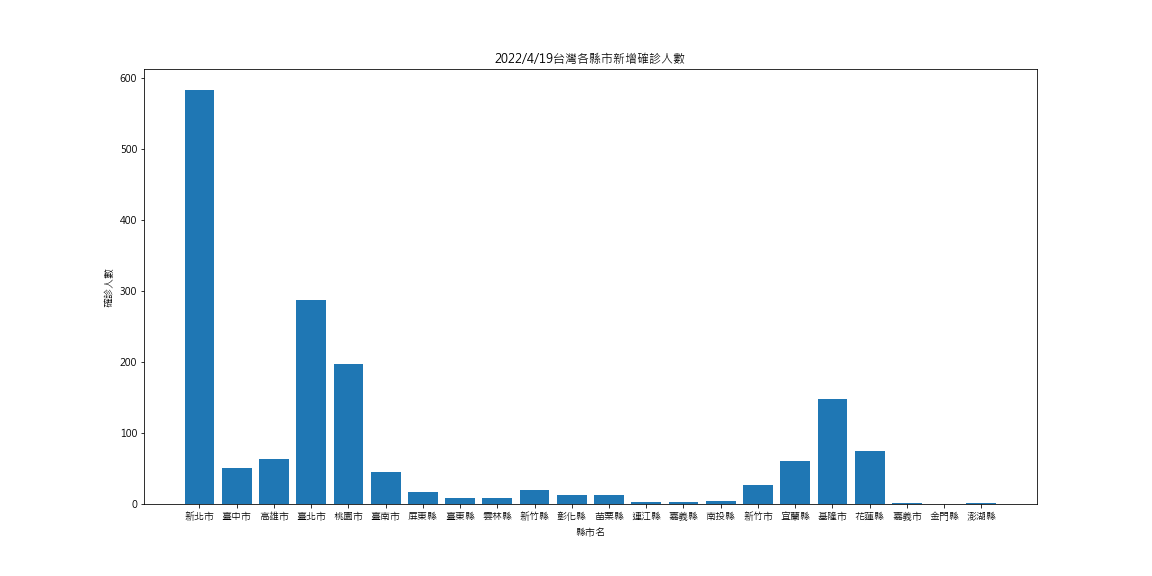 2022/4/19台灣各縣市新增確診人數
600
500
400
300
200
100
0
確診人數
新北市 臺中市 高雄市 臺北市 桃園市 臺南市 屏東縣 臺東縣 雲林縣 新竹縣 彰化縣 苗栗縣 連江縣 嘉義縣 南投縣 新竹市 宜蘭縣 基隆市 花蓮縣 嘉義市 金門縣 澎湖縣
縣市名